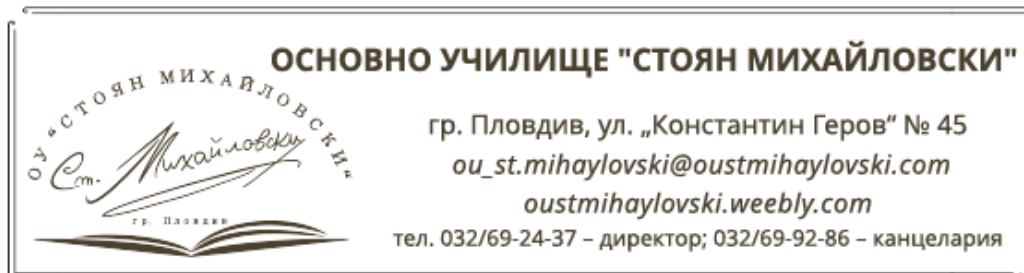 ОУ "СТОЯН МИХАЙЛОВСКИ"
Ст. Михайловски
гр. Пловдив
ОСНОВНО УЧИЛИЩЕ "СТОЯН МИХАЙЛОВСКИ"
гр. Пловдив, ул. „Константин Геров“ № 45
ou_st.mihaylovski@oustmihaylovski.com
oustmihaylovski.weebly.com
тел. 032/69-24-37 – директор; 032/69-92-86 – канцелария